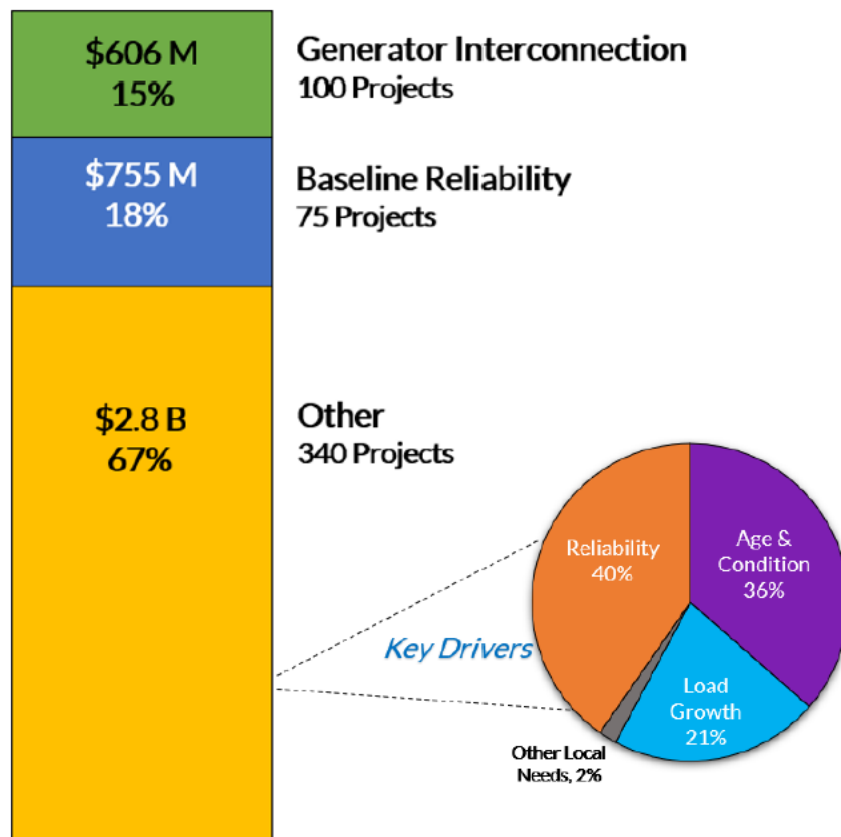 $606 M
15%
Generator Interconnection
100 Projects
$755 M
18%
Baseline Reliability
75 Projects
$2.8 B
67%
Other
340 Projects
Key Drivers
Reliability
40%
Age &
Condition
36%
Load
Growth
21%
Other Local
Needs, 2%